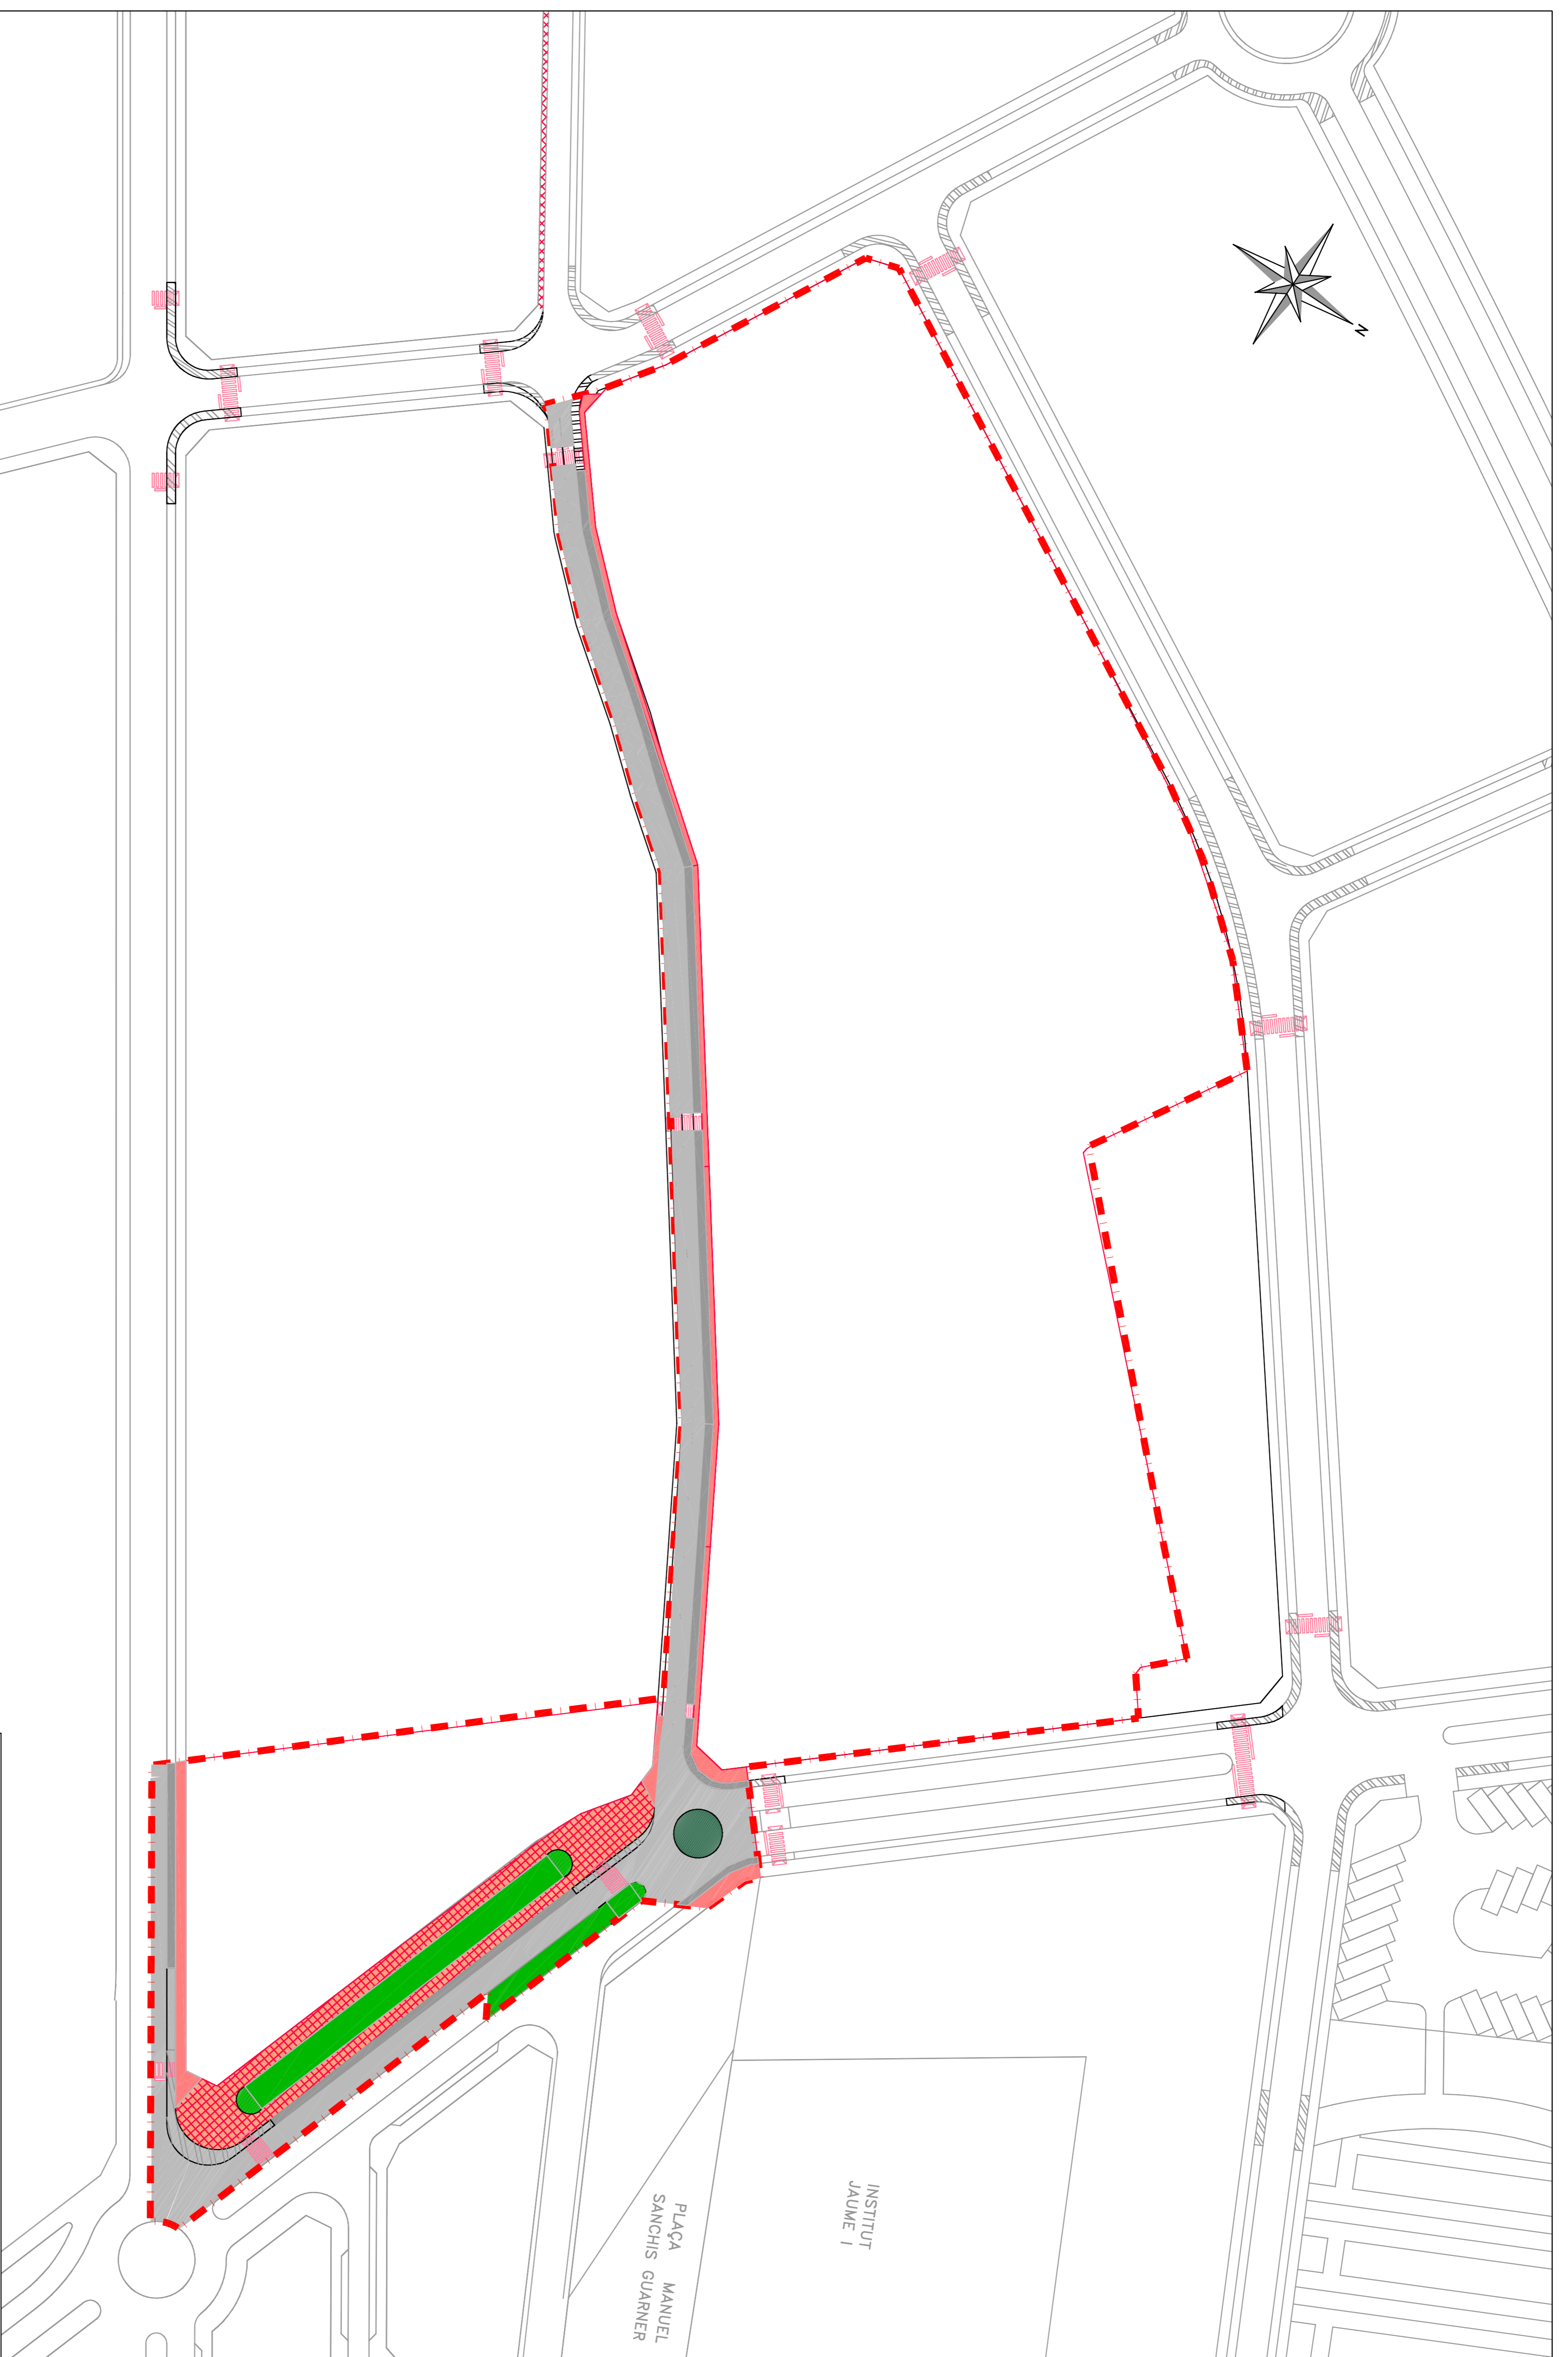 N
INSTITUT
JAUME I
PLAÇA MANUEL
SANCHIS GUARNER